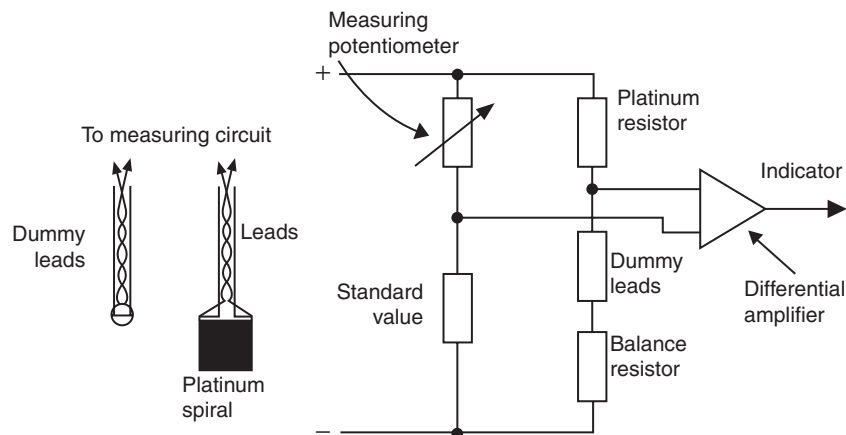 Measuring
potentiometer
+
Platinum
resistor
To measuring circuit
Indicator
Dummy
leads
Leads
Dummy
leads
Standard
value
Differential
amplifier
Balance
resistor
Platinum
spiral
−